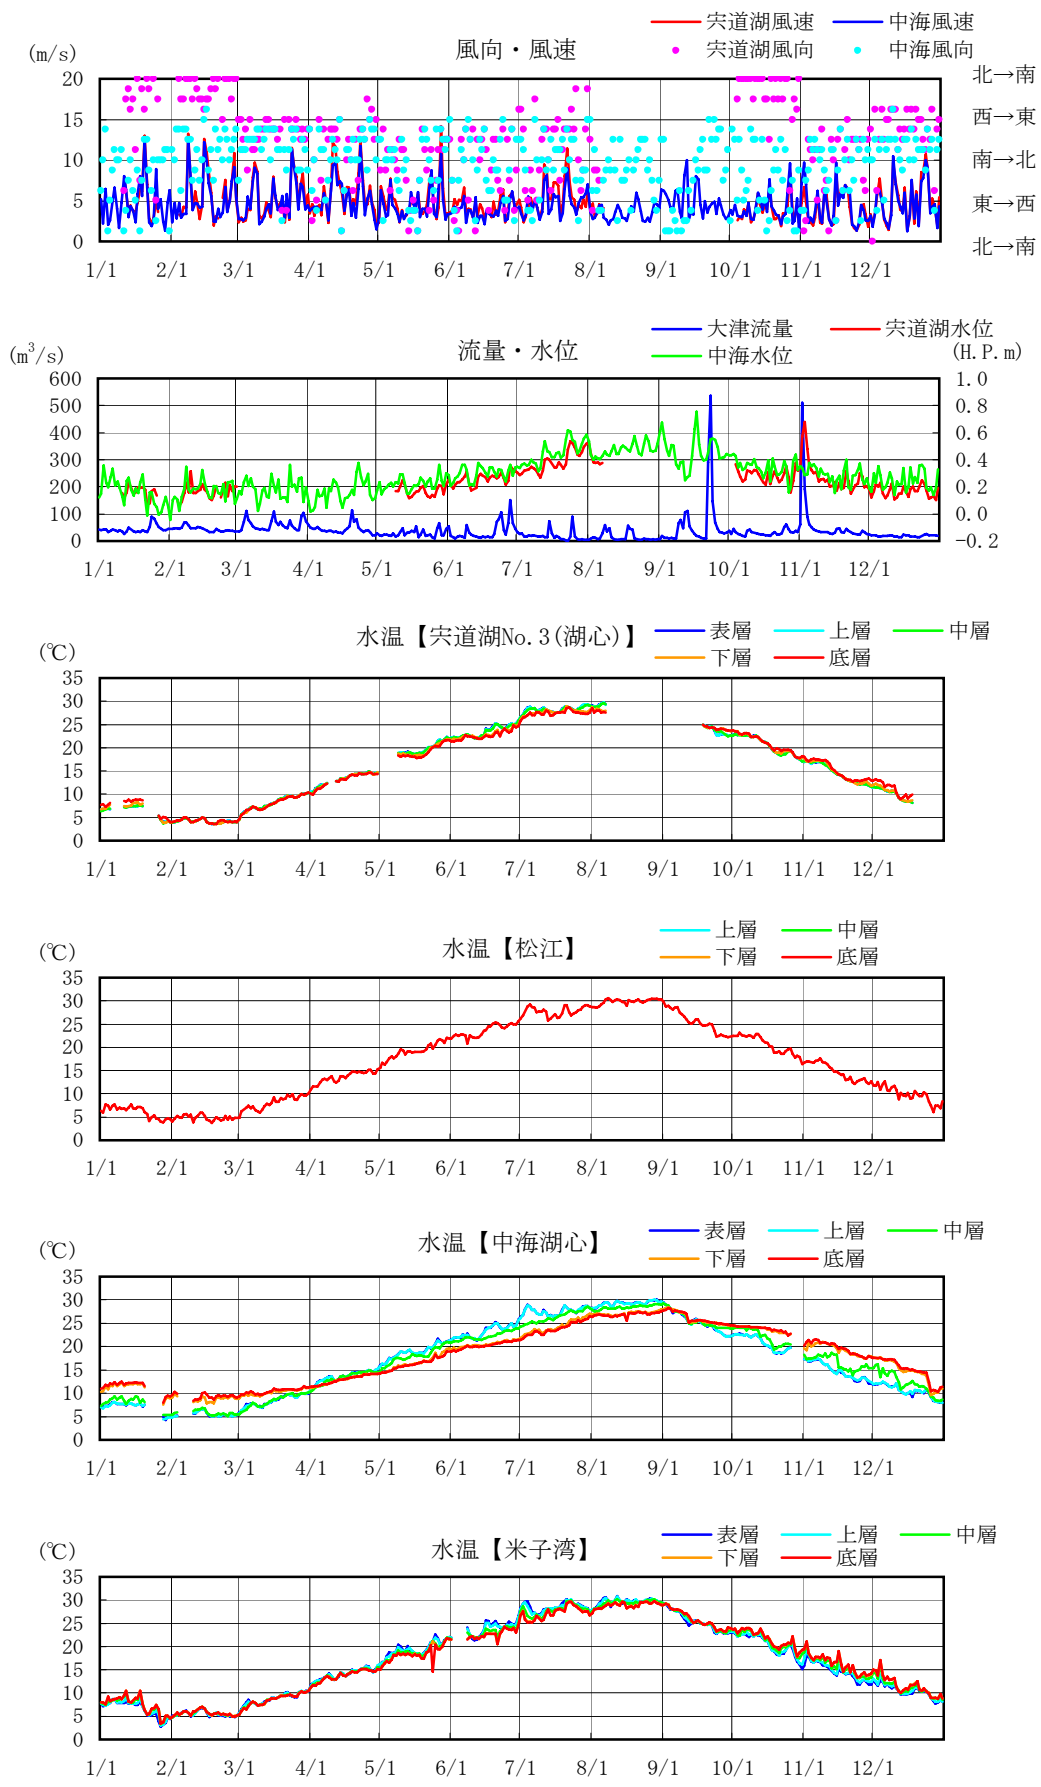 宍道湖風速 中海風速
(m/s) 風向・風速 宍道湖風向 中海風向
20 北→南
15 西→東
10 南→北
5 東→西
0 北→南
1/1 2/1 3/1 4/1 5/1 6/1 7/1 8/1 9/1 10/1 11/1 12/1
大津流量 宍道湖水位
(m³/s) 流量・水位 中海水位 (H.P.m)
600 1.0
500 0.8
400 0.6
300 0.4
200 0.2
100 0.0
0 -0.2
1/1 2/1 3/1 4/1 5/1 6/1 7/1 8/1 9/1 10/1 11/1 12/1
水温【宍道湖No.3(湖心)】 表層 上層 中層
(℃) 下層 底層
35
30
25
20
15
10
5
0
1/1 2/1 3/1 4/1 5/1 6/1 7/1 8/1 9/1 10/1 11/1 12/1
上層 中層
(℃) 水温【松江】 下層 底層
35
30
25
20
15
10
5
0
1/1 2/1 3/1 4/1 5/1 6/1 7/1 8/1 9/1 10/1 11/1 12/1
表層 上層 中層
(℃) 水温【中海湖心】 下層 底層
35
30
25
20
15
10
5
0
1/1 2/1 3/1 4/1 5/1 6/1 7/1 8/1 9/1 10/1 11/1 12/1
表層 上層 中層
(℃) 水温【米子湾】 下層 底層
35
30
25
20
15
10
5
0
1/1 2/1 3/1 4/1 5/1 6/1 7/1 8/1 9/1 10/1 11/1 12/1